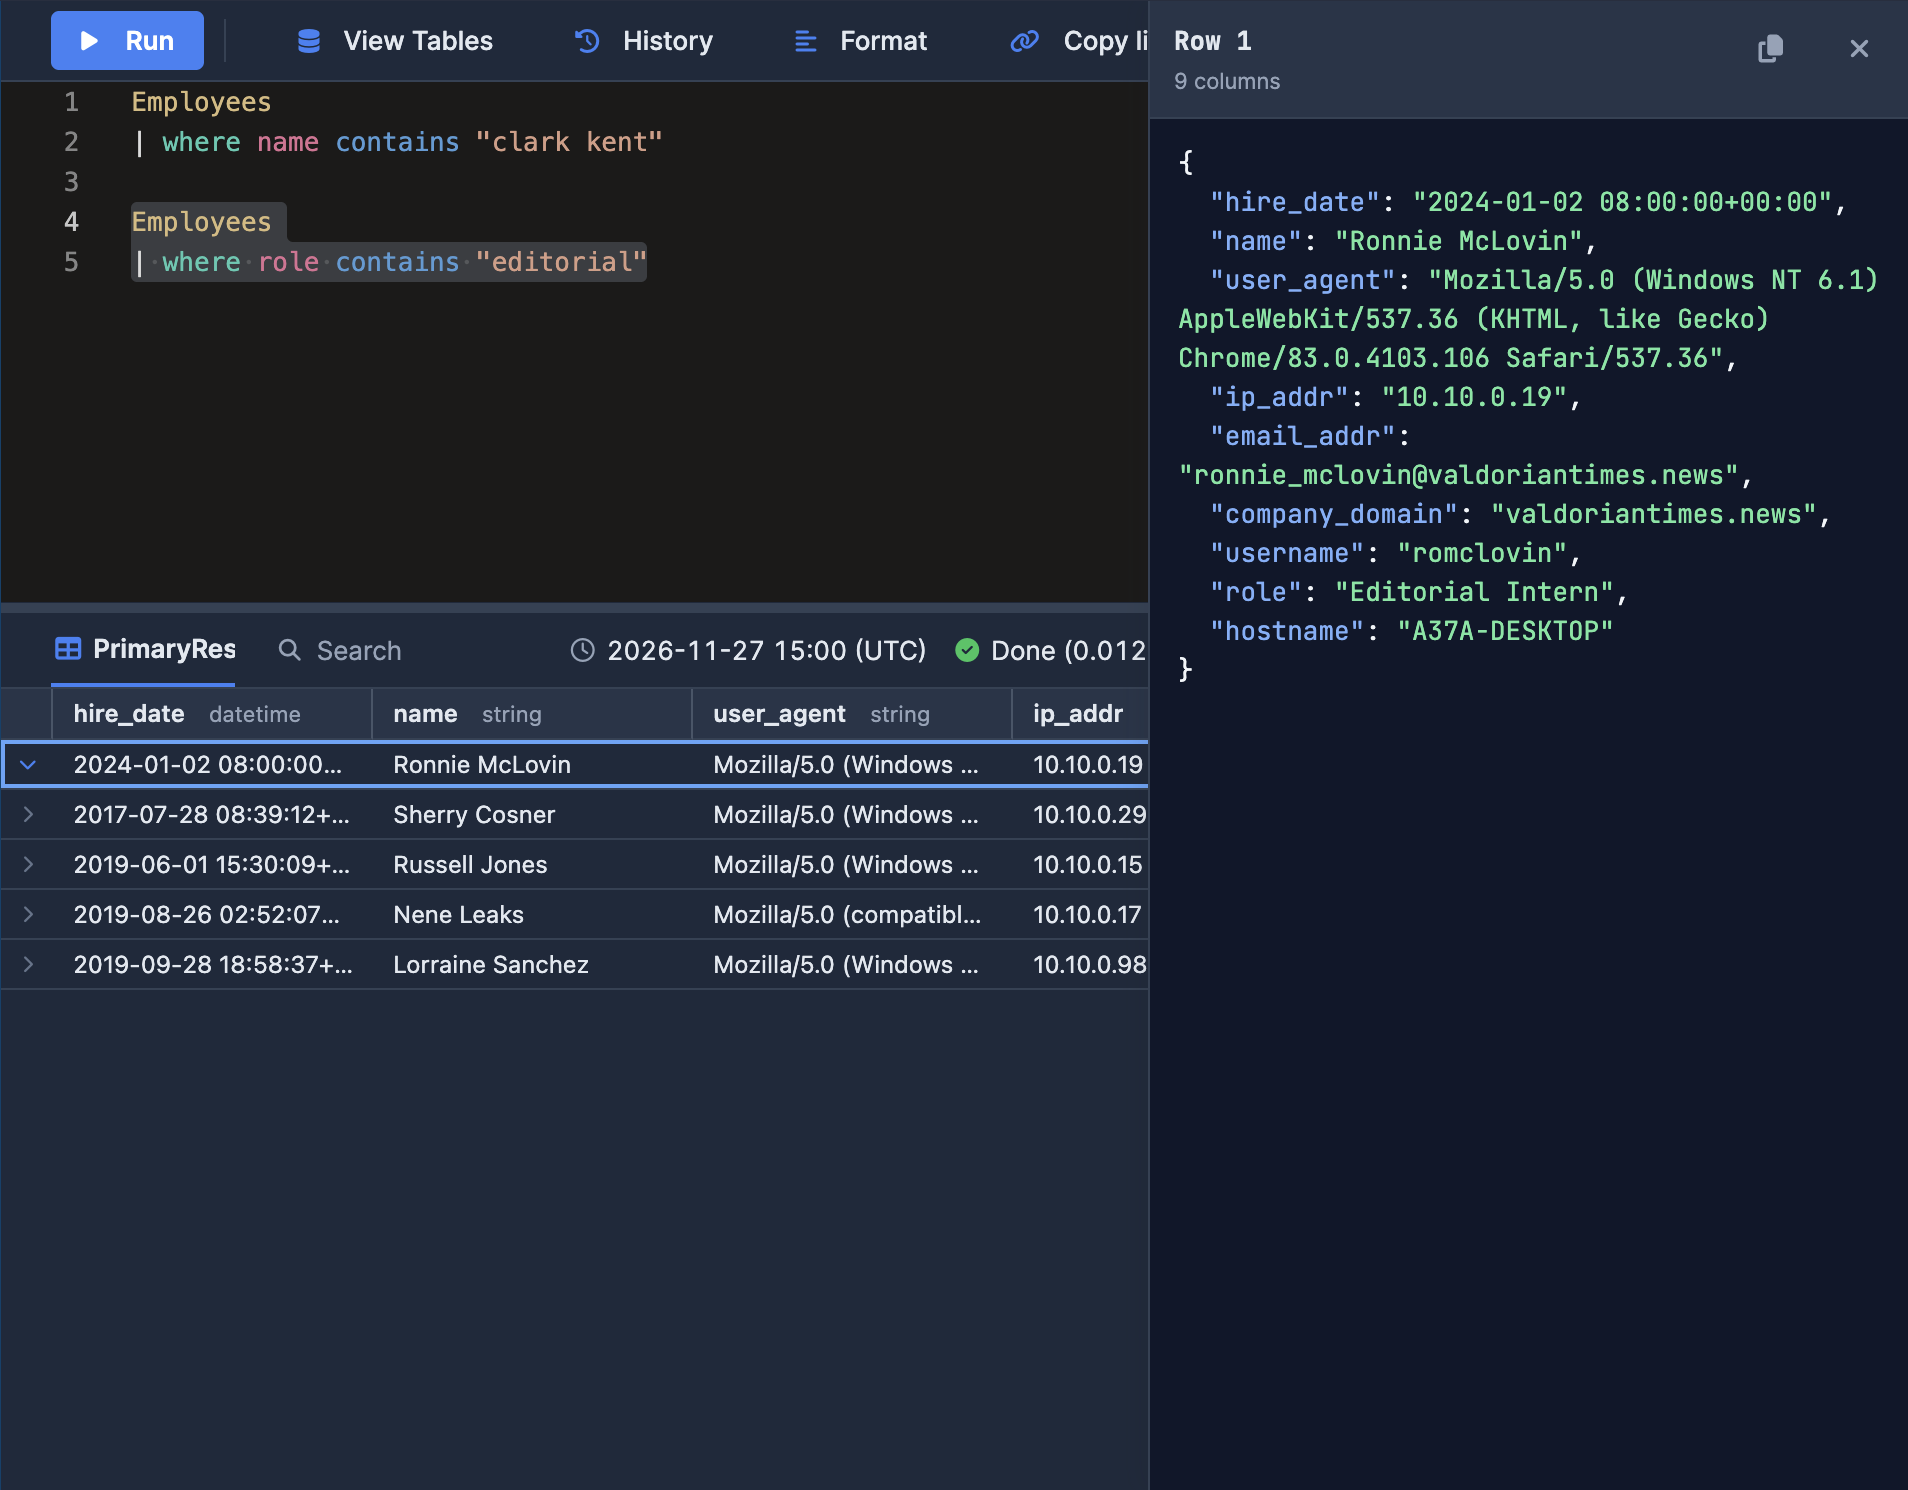 Run View Tables History Format Copy li
1 Employees
2 | where name contains "clark kent"
3
4 Employees
5 | where role contains "editorial"
PrimaryRes Search 2026-11-27 15:00 (UTC) Done (0.012
hire_date datetime name string user_agent string ip_addr
2024-01-02 08:00:00... Ronnie McLovin Mozilla/5.0 (Windows ... 10.10.0.19
2017-07-28 08:39:12+... Sherry Cosner Mozilla/5.0 (Windows ... 10.10.0.29
2019-06-01 15:30:09+... Russell Jones Mozilla/5.0 (Windows ... 10.10.0.15
2019-08-26 02:52:07... Nene Leaks Mozilla/5.0 (compatibl... 10.10.0.17
2019-09-28 18:58:37+... Lorraine Sanchez Mozilla/5.0 (Windows ... 10.10.0.98
Row 1
9 columns
{
"hire_date": "2024-01-02 08:00:00+00:00",
"name": "Ronnie McLovin",
"user_agent": "Mozilla/5.0 (Windows NT 6.1)
AppleWebKit/537.36 (KHTML, like Gecko)
Chrome/83.0.4103.106 Safari/537.36",
"ip_addr": "10.10.0.19",
"email_addr":
"ronnie_mclovin@valdoriantimes.news",
"company_domain": "valdoriantimes.news",
"username": "romclovin",
"role": "Editorial Intern",
"hostname": "A37A-DESKTOP"
}